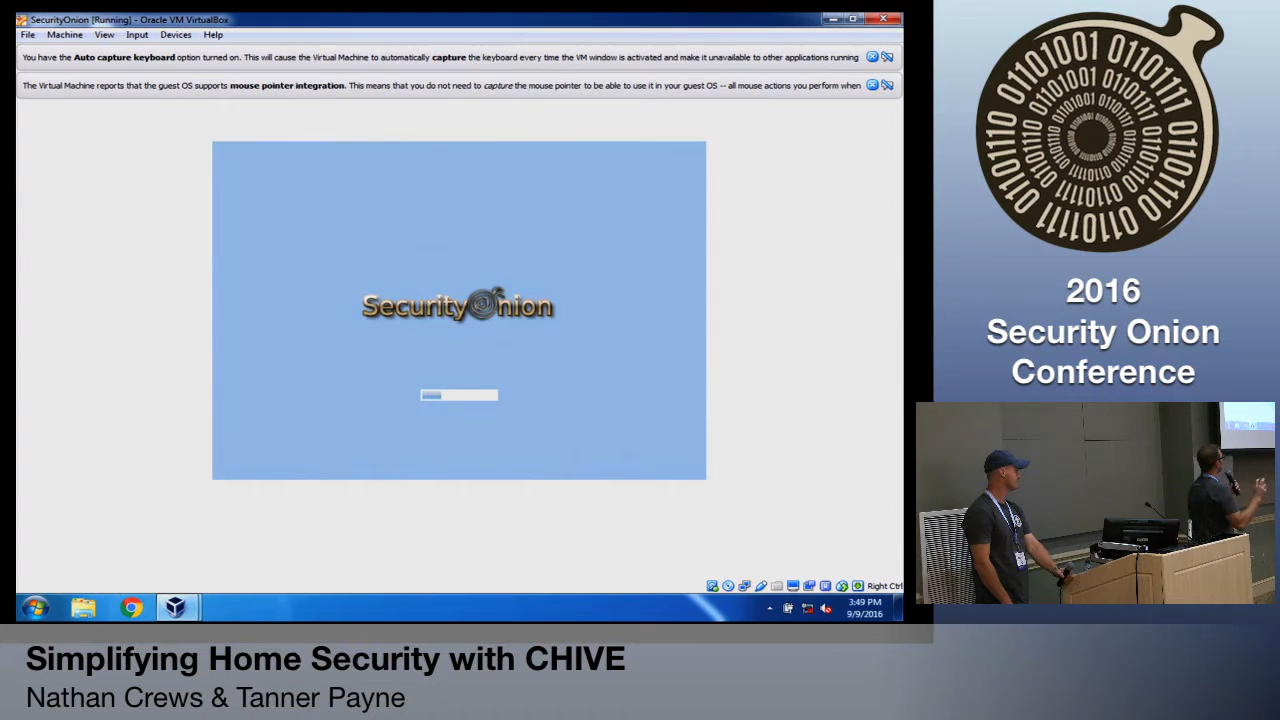 SecurityOnion [Running] - Oracle VM VirtualBox
File Machine View Input Devices Help
You have the Auto capture keyboard option turned on. This will cause the Virtual Machine to automatically capture the keyboard every time the VM window is activated and make it unavailable to other applications running
The Virtual Machine reports that the guest OS supports mouse pointer integration. This means that you do not need to capture the mouse pointer to be able to use it in your guest OS -- all mouse actions you perform when
SecurityOnion
Right Ctrl
3:49 PM
9/9/2016
2016
Security Onion
Conference
Simplifying Home Security with CHIVE
Nathan Crews & Tanner Payne